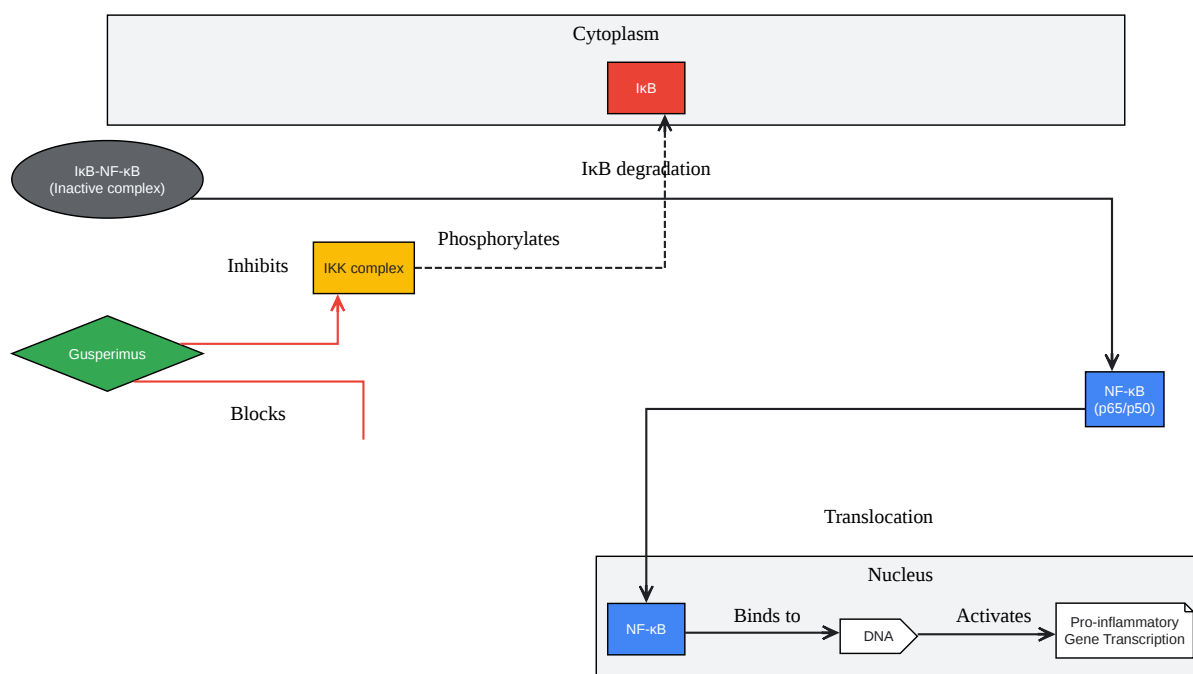 Cytoplasm
IκB
IκB-NF-κB
(Inactive complex)
IκB degradation
Phosphorylates
Inhibits
IKK complex
Gusperimus
Blocks
NF-κB
(p65/p50)
Translocation
Nucleus
NF-κB
Binds to
DNA
Activates
Pro-inflammatory
Gene Transcription